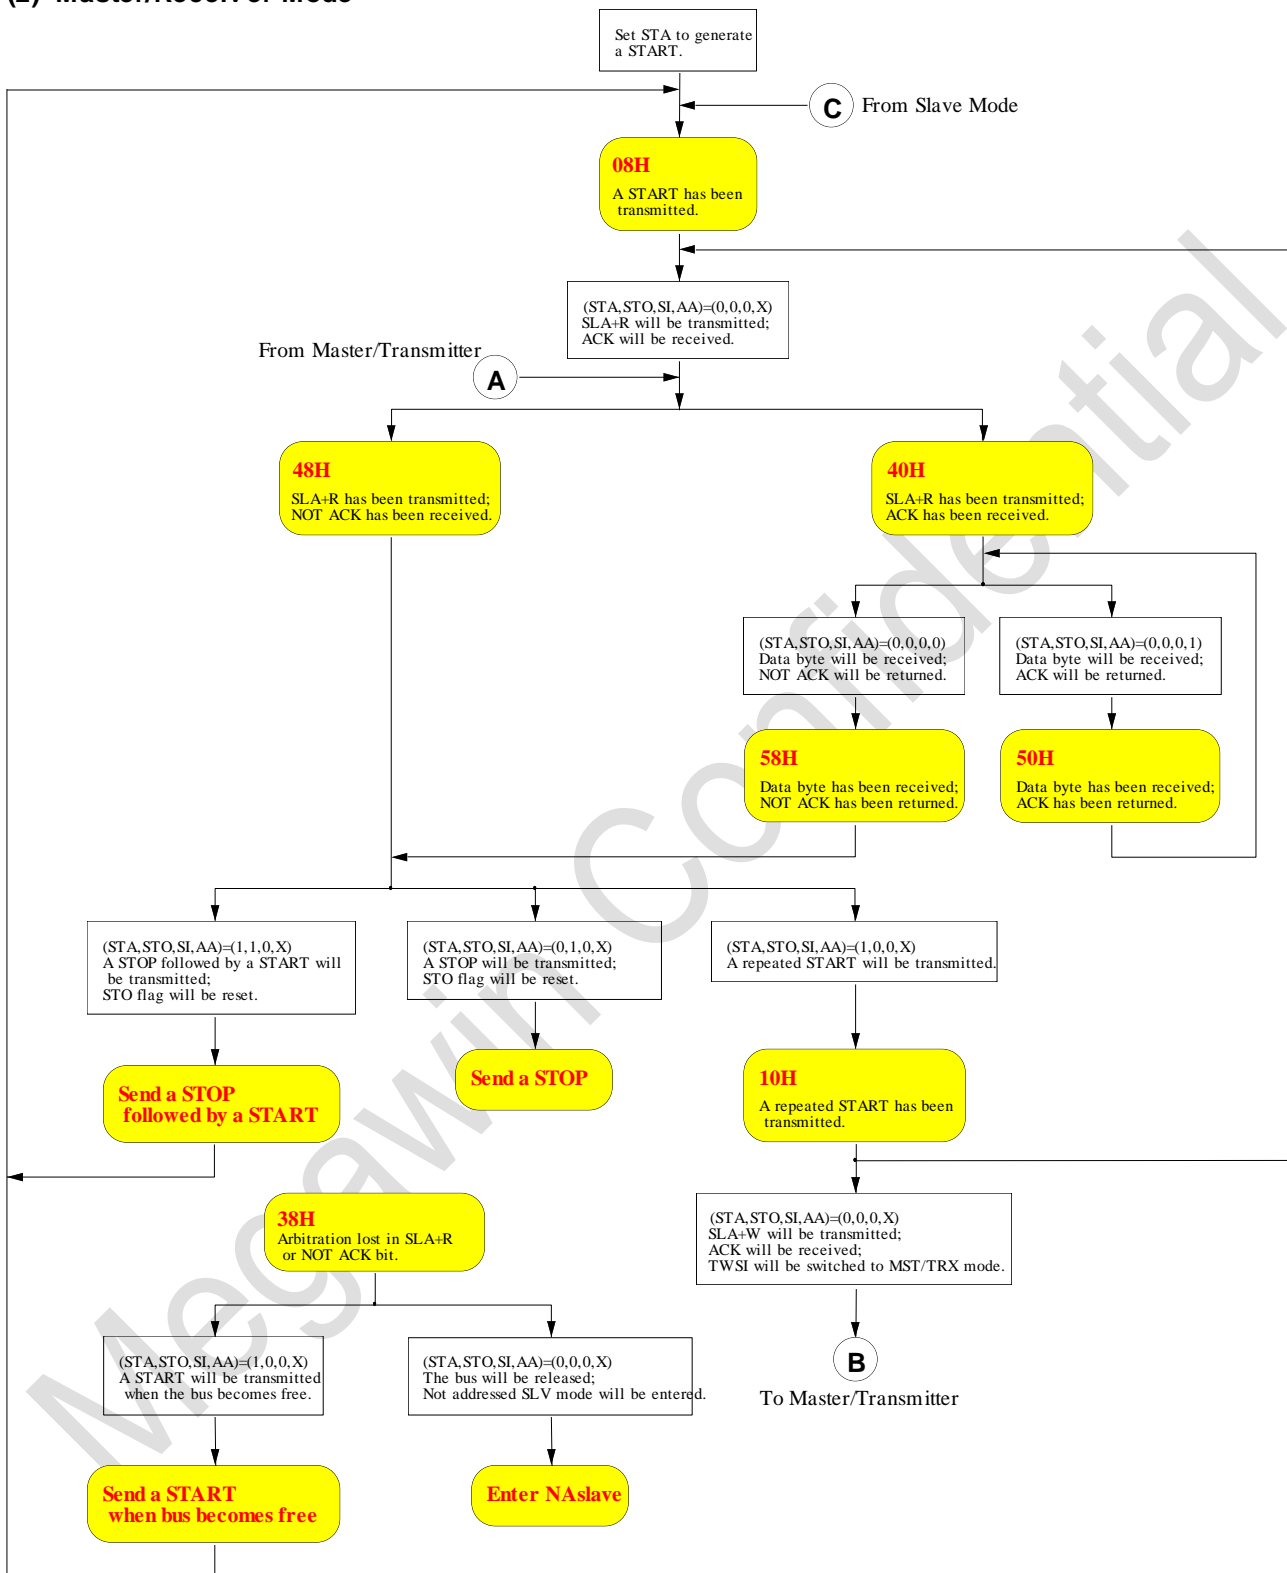 (2) Master/Receiver Mode
Set STA to generate
a START.
C
From Slave Mode
08H
A START has been
transmitted.
(STA,STO,SI,AA)=(0,0,0,X)
SLA+R will be transmitted;
ACK will be received.
From Master/Transmitter
A
48H
SLA+R has been transmitted;
NOT ACK has been received.
40H
SLA+R has been transmitted;
ACK has been received.
(STA,STO,SI,AA)=(0,0,0,0)
Data byte will be received;
NOT ACK will be returned.
(STA,STO,SI,AA)=(0,0,0,1)
Data byte will be received;
ACK will be returned.
58H
Data byte has been received;
NOT ACK has been returned.
50H
Data byte has been received;
ACK has been returned.
(STA,STO,SI,AA)=(1,1,0,X)
A STOP followed by a START will
be transmitted;
STO flag will be reset.
(STA,STO,SI,AA)=(0,1,0,X)
A STOP will be transmitted;
STO flag will be reset.
(STA,STO,SI,AA)=(1,0,0,X)
A repeated START will be transmitted.
Send a STOP
followed by a START
Send a STOP
10H
A repeated START has been
transmitted.
38H
Arbitration lost in SLA+R
or NOT ACK bit.
(STA,STO,SI,AA)=(0,0,0,X)
SLA+W will be transmitted;
ACK will be received;
TWSI will be switched to MST/TRX mode.
(STA,STO,SI,AA)=(1,0,0,X)
A START will be transmitted
when the bus becomes free.
(STA,STO,SI,AA)=(0,0,0,X)
The bus will be released;
Not addressed SLV mode will be entered.
B
To Master/Transmitter
Send a START
when bus becomes free
Enter NAslave
Megawin Confidential